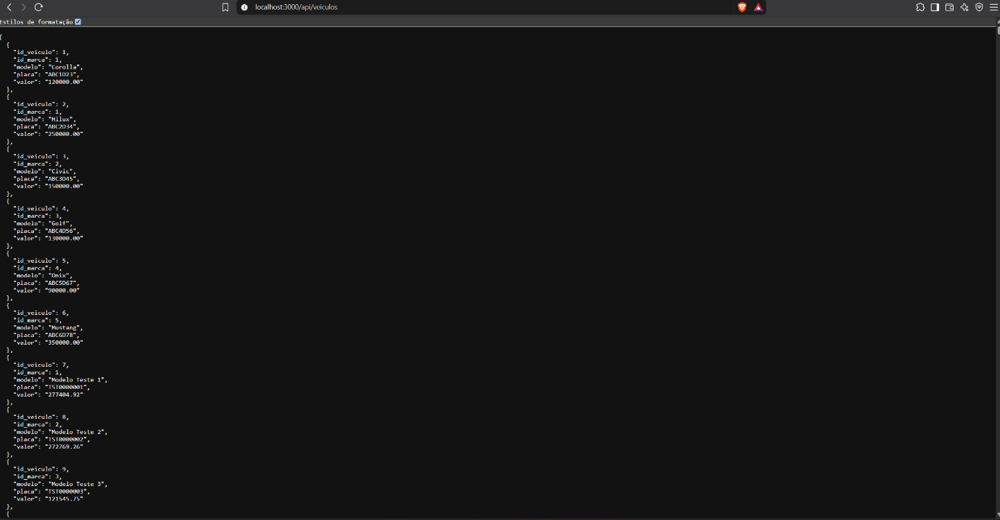 localhost:3000/api/veiculos
Estilos de formatação
[
{
"id_veiculo": 1,
"id_marca": 1,
"modelo": "Corolla",
"placa": "ABC1D23",
"valor": "120000.00"
},
{
"id_veiculo": 2,
"id_marca": 1,
"modelo": "Hilux",
"placa": "ABC2D34",
"valor": "250000.00"
},
{
"id_veiculo": 3,
"id_marca": 2,
"modelo": "Civic",
"placa": "ABC3D45",
"valor": "150000.00"
},
{
"id_veiculo": 4,
"id_marca": 3,
"modelo": "Golf",
"placa": "ABC4D56",
"valor": "130000.00"
},
{
"id_veiculo": 5,
"id_marca": 4,
"modelo": "Onix",
"placa": "ABC5D67",
"valor": "90000.00"
},
{
"id_veiculo": 6,
"id_marca": 5,
"modelo": "Mustang",
"placa": "ABC6D78",
"valor": "350000.00"
},
{
"id_veiculo": 7,
"id_marca": 1,
"modelo": "Modelo Teste 1",
"placa": "TST0000001",
"valor": "277404.92"
},
{
"id_veiculo": 8,
"id_marca": 2,
"modelo": "Modelo Teste 2",
"placa": "TST0000002",
"valor": "272769.26"
},
{
"id_veiculo": 9,
"id_marca": 3,
"modelo": "Modelo Teste 3",
"placa": "TST0000003",
"valor": "121545.75"
},
{